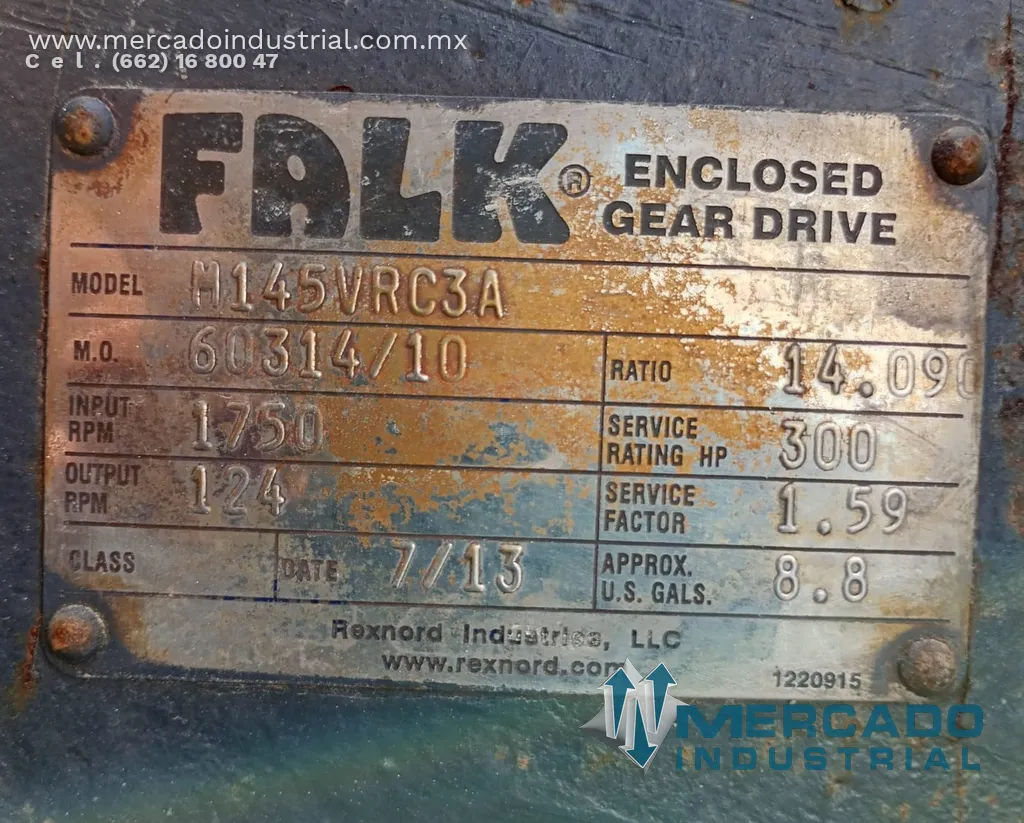 www.mercadoindustrial.com.mx
Cel. (662) 16 800 47
FALK® ENCLOSED GEAR DRIVE
MODEL M145VRC3A
M.O. 60314/10
RATIO 14.090
INPUT RPM 1750
SERVICE RATING HP 300
OUTPUT RPM 124
SERVICE FACTOR 1.59
CLASS
DATE 7/13
APPROX. U.S. GALS. 8.8
Rexnord Industries, LLC
www.rexnord.com
1220915
MERCADO
INDUSTRIAL